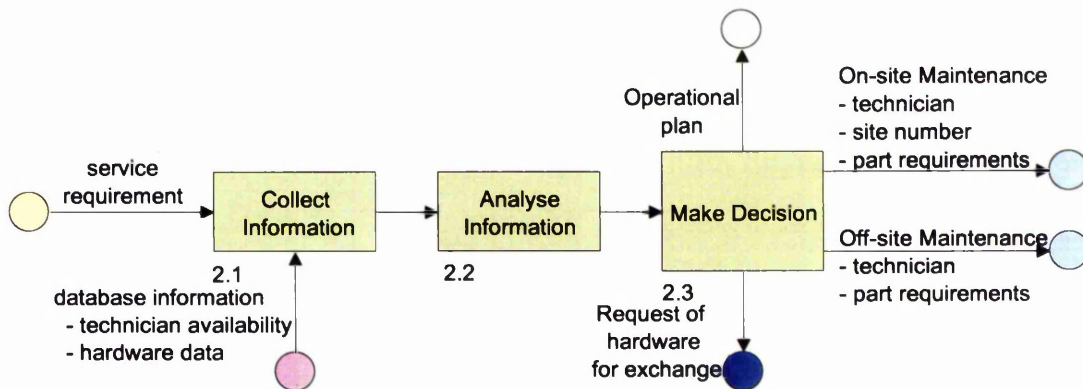 service
requirement
Collect
Information
2.1
database information
- technician availability
- hardware data
Analyse
Information
2.2
Operational
plan
Make Decision
2.3
Request of
hardware
for exchange
On-site Maintenance
- technician
- site number
- part requirements
Off-site Maintenance
- technician
- part requirements